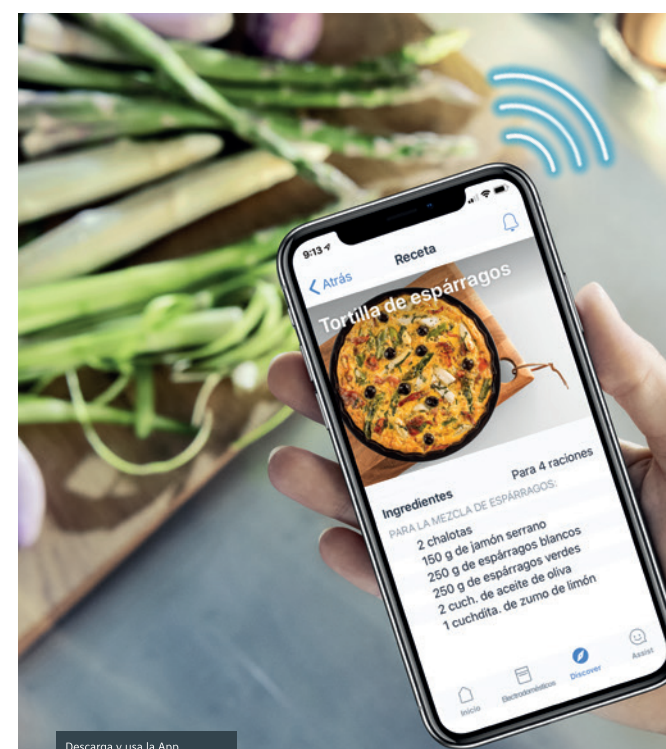 9:13
Atrás
Receta
Tortilla de espárragos
Ingredientes
Para 4 raciones
PARA LA MEZCLA DE ESPÁRRAGOS:
2 chalotas
150 g de jamón serrano
250 g de espárragos blancos
250 g de espárragos verdes
2 cuch. de aceite de oliva
1 cuchdita. de zumo de limón
Inicio
Electrodomésticos
Discover
Assist
Descarga y usa la App